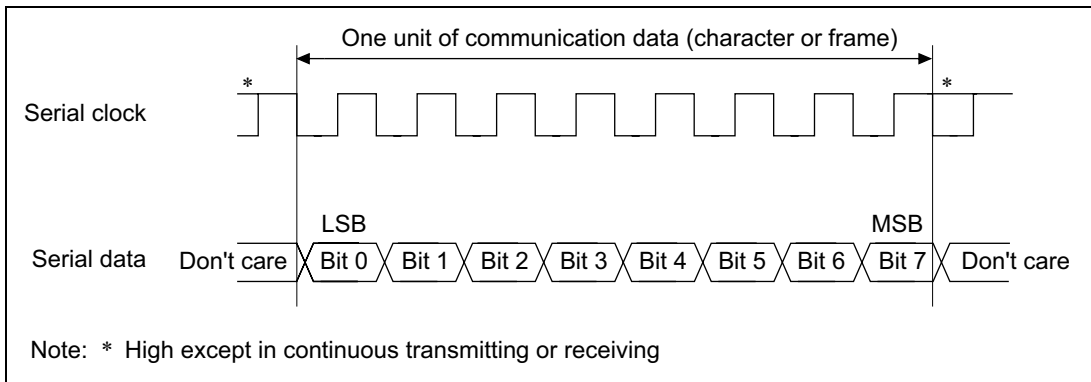 One unit of communication data (character or frame)
* *
Serial clock
LSB MSB
Serial data Don't care Bit 0 Bit 1 Bit 2 Bit 3 Bit 4 Bit 5 Bit 6 Bit 7 Don't care
Note: * High except in continuous transmitting or receiving